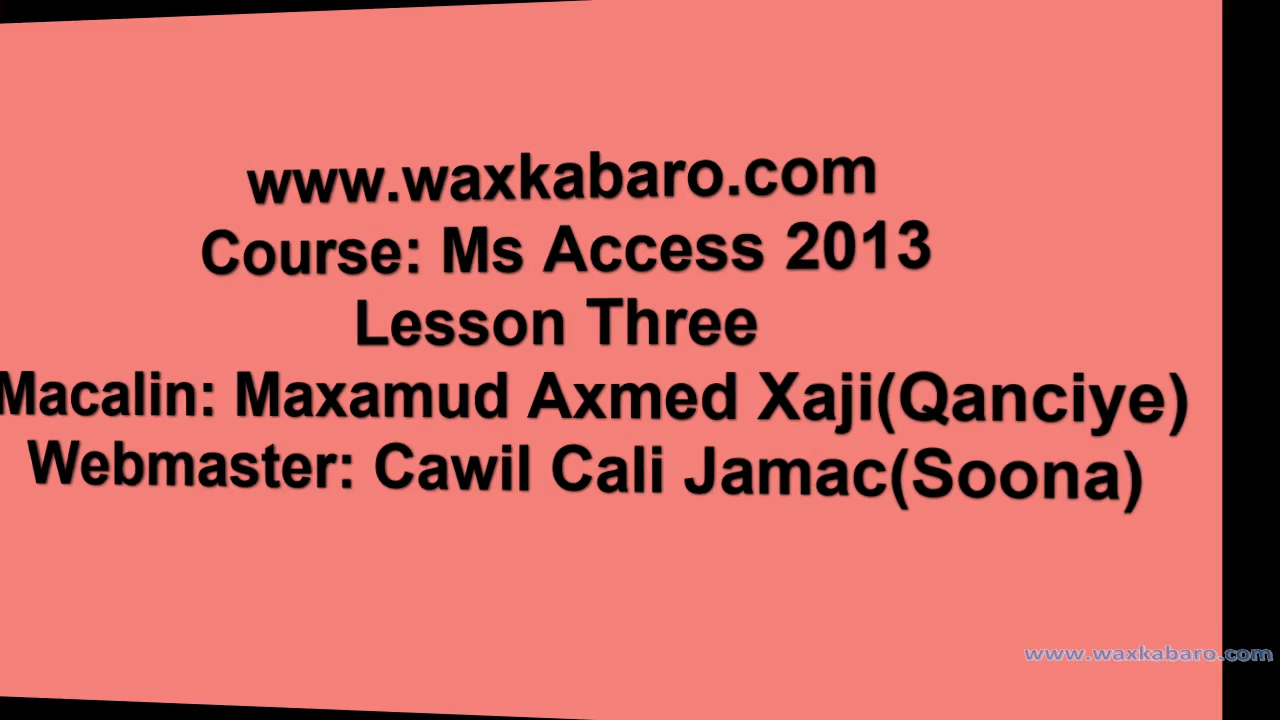 www.waxkabaro.com
Course: Ms Access 2013
Lesson Three
Macalin: Maxamud Axmed Xaji(Qanciye)
Webmaster: Cawil Cali Jamac(Soona)
www.waxkabaro.com